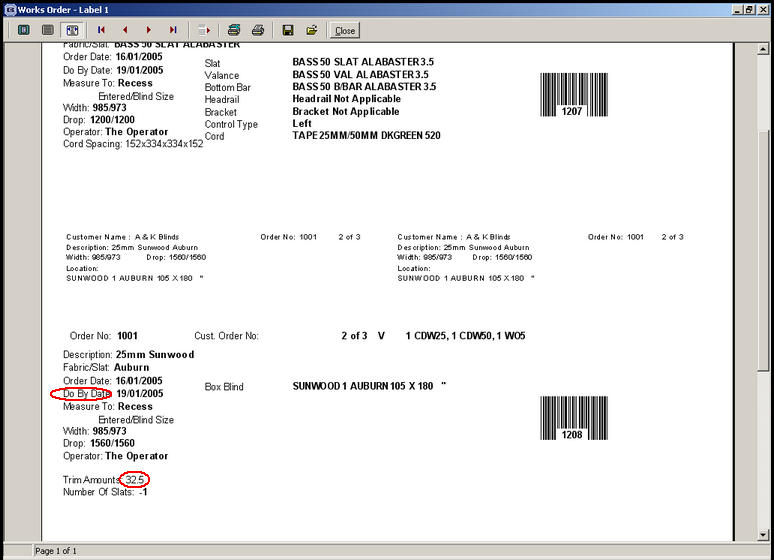 Works Order - Label 1
Close
Fabric/Slat: BASS 50 SLAT ALABASTER
Order Date: 16/01/2005
Do By Date: 19/01/2005
Measure To: Recess
Entered/Blind Size
Width: 985/973
Drop: 1200/1200
Operator: The Operator
Cord Spacing: 152x334x334x152
Slat BASS 50 SLAT ALABASTER 3.5
Valance BASS 50 VAL ALABASTER 3.5
Bottom Bar BASS 50 B/BAR ALABASTER 3.5
Headrail Headrail Not Applicable
Bracket Bracket Not Applicable
Control Type Left
Cord TAPE 25MM/50MM DKGREEN 520
1207
Customer Name : A & K Blinds Order No: 1001 2 of 3
Description: 25mm Sunwood Auburn
Width: 985/973 Drop: 1560/1560
Location:
SUNWOOD 1 AUBURN 105 X 180 "
Customer Name : A & K Blinds Order No: 1001 2 of 3
Description: 25mm Sunwood Auburn
Width: 985/973 Drop: 1560/1560
Location:
SUNWOOD 1 AUBURN 105 X 180 "
Order No: 1001 Cust. Order No: 2 of 3 V 1 CDW25, 1 CDW50, 1 WO5
Description: 25mm Sunwood
Fabric/Slat: Auburn
Order Date: 16/01/2005
Do By Date: 19/01/2005
Measure To: Recess
Entered/Blind Size
Width: 985/973
Drop: 1560/1560
Operator: The Operator
Box Blind SUNWOOD 1 AUBURN 105 X 180 "
1208
Trim Amounts: 32.5
Number Of Slats: -1
Page 1 of 1